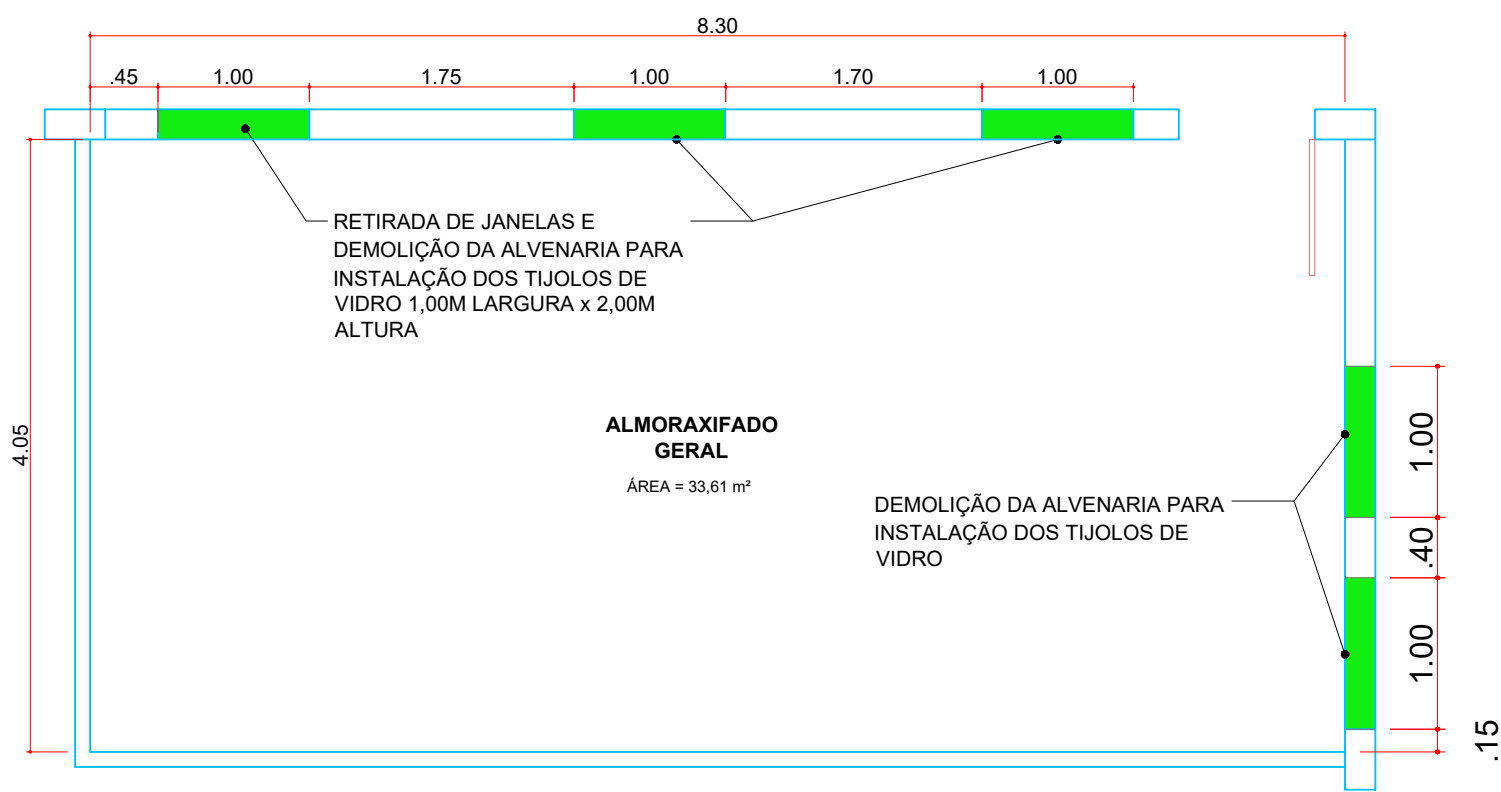 8.30
.45
1.00
1.75
1.00
1.70
1.00
RETIRADA DE JANELAS E
DEMOLIÇÃO DA ALVENARIA PARA
INSTALAÇÃO DOS TIJOLOS DE
VIDRO 1,00M LARGURA x 2,00M
ALTURA
4.05
ALMORAXIFADO
GERAL
ÁREA = 33,61 m²
DEMOLIÇÃO DA ALVENARIA PARA
INSTALAÇÃO DOS TIJOLOS DE
VIDRO
1.00
.40
1.00
.15